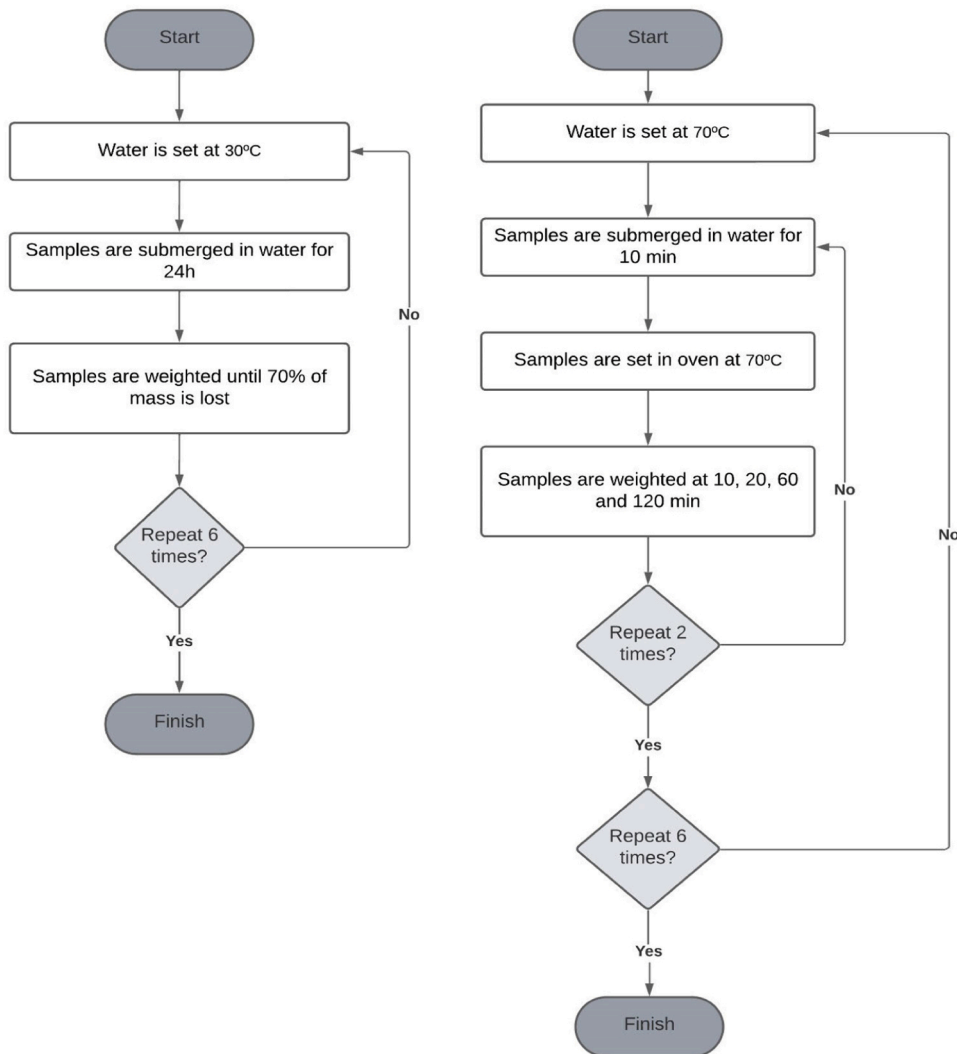 Start
Water is set at 30ºC
Samples are submerged in water for
24h
No
Samples are weighted until 70% of
mass is lost
Repeat 6
times?
Yes
Finish
Start
Water is set at 70ºC
Samples are submerged in water for
10 min
Samples are set in oven at 70ºC
Samples are weighted at 10, 20, 60
and 120 min
No
No
Repeat 2
times?
Yes
Repeat 6
times?
Yes
Finish